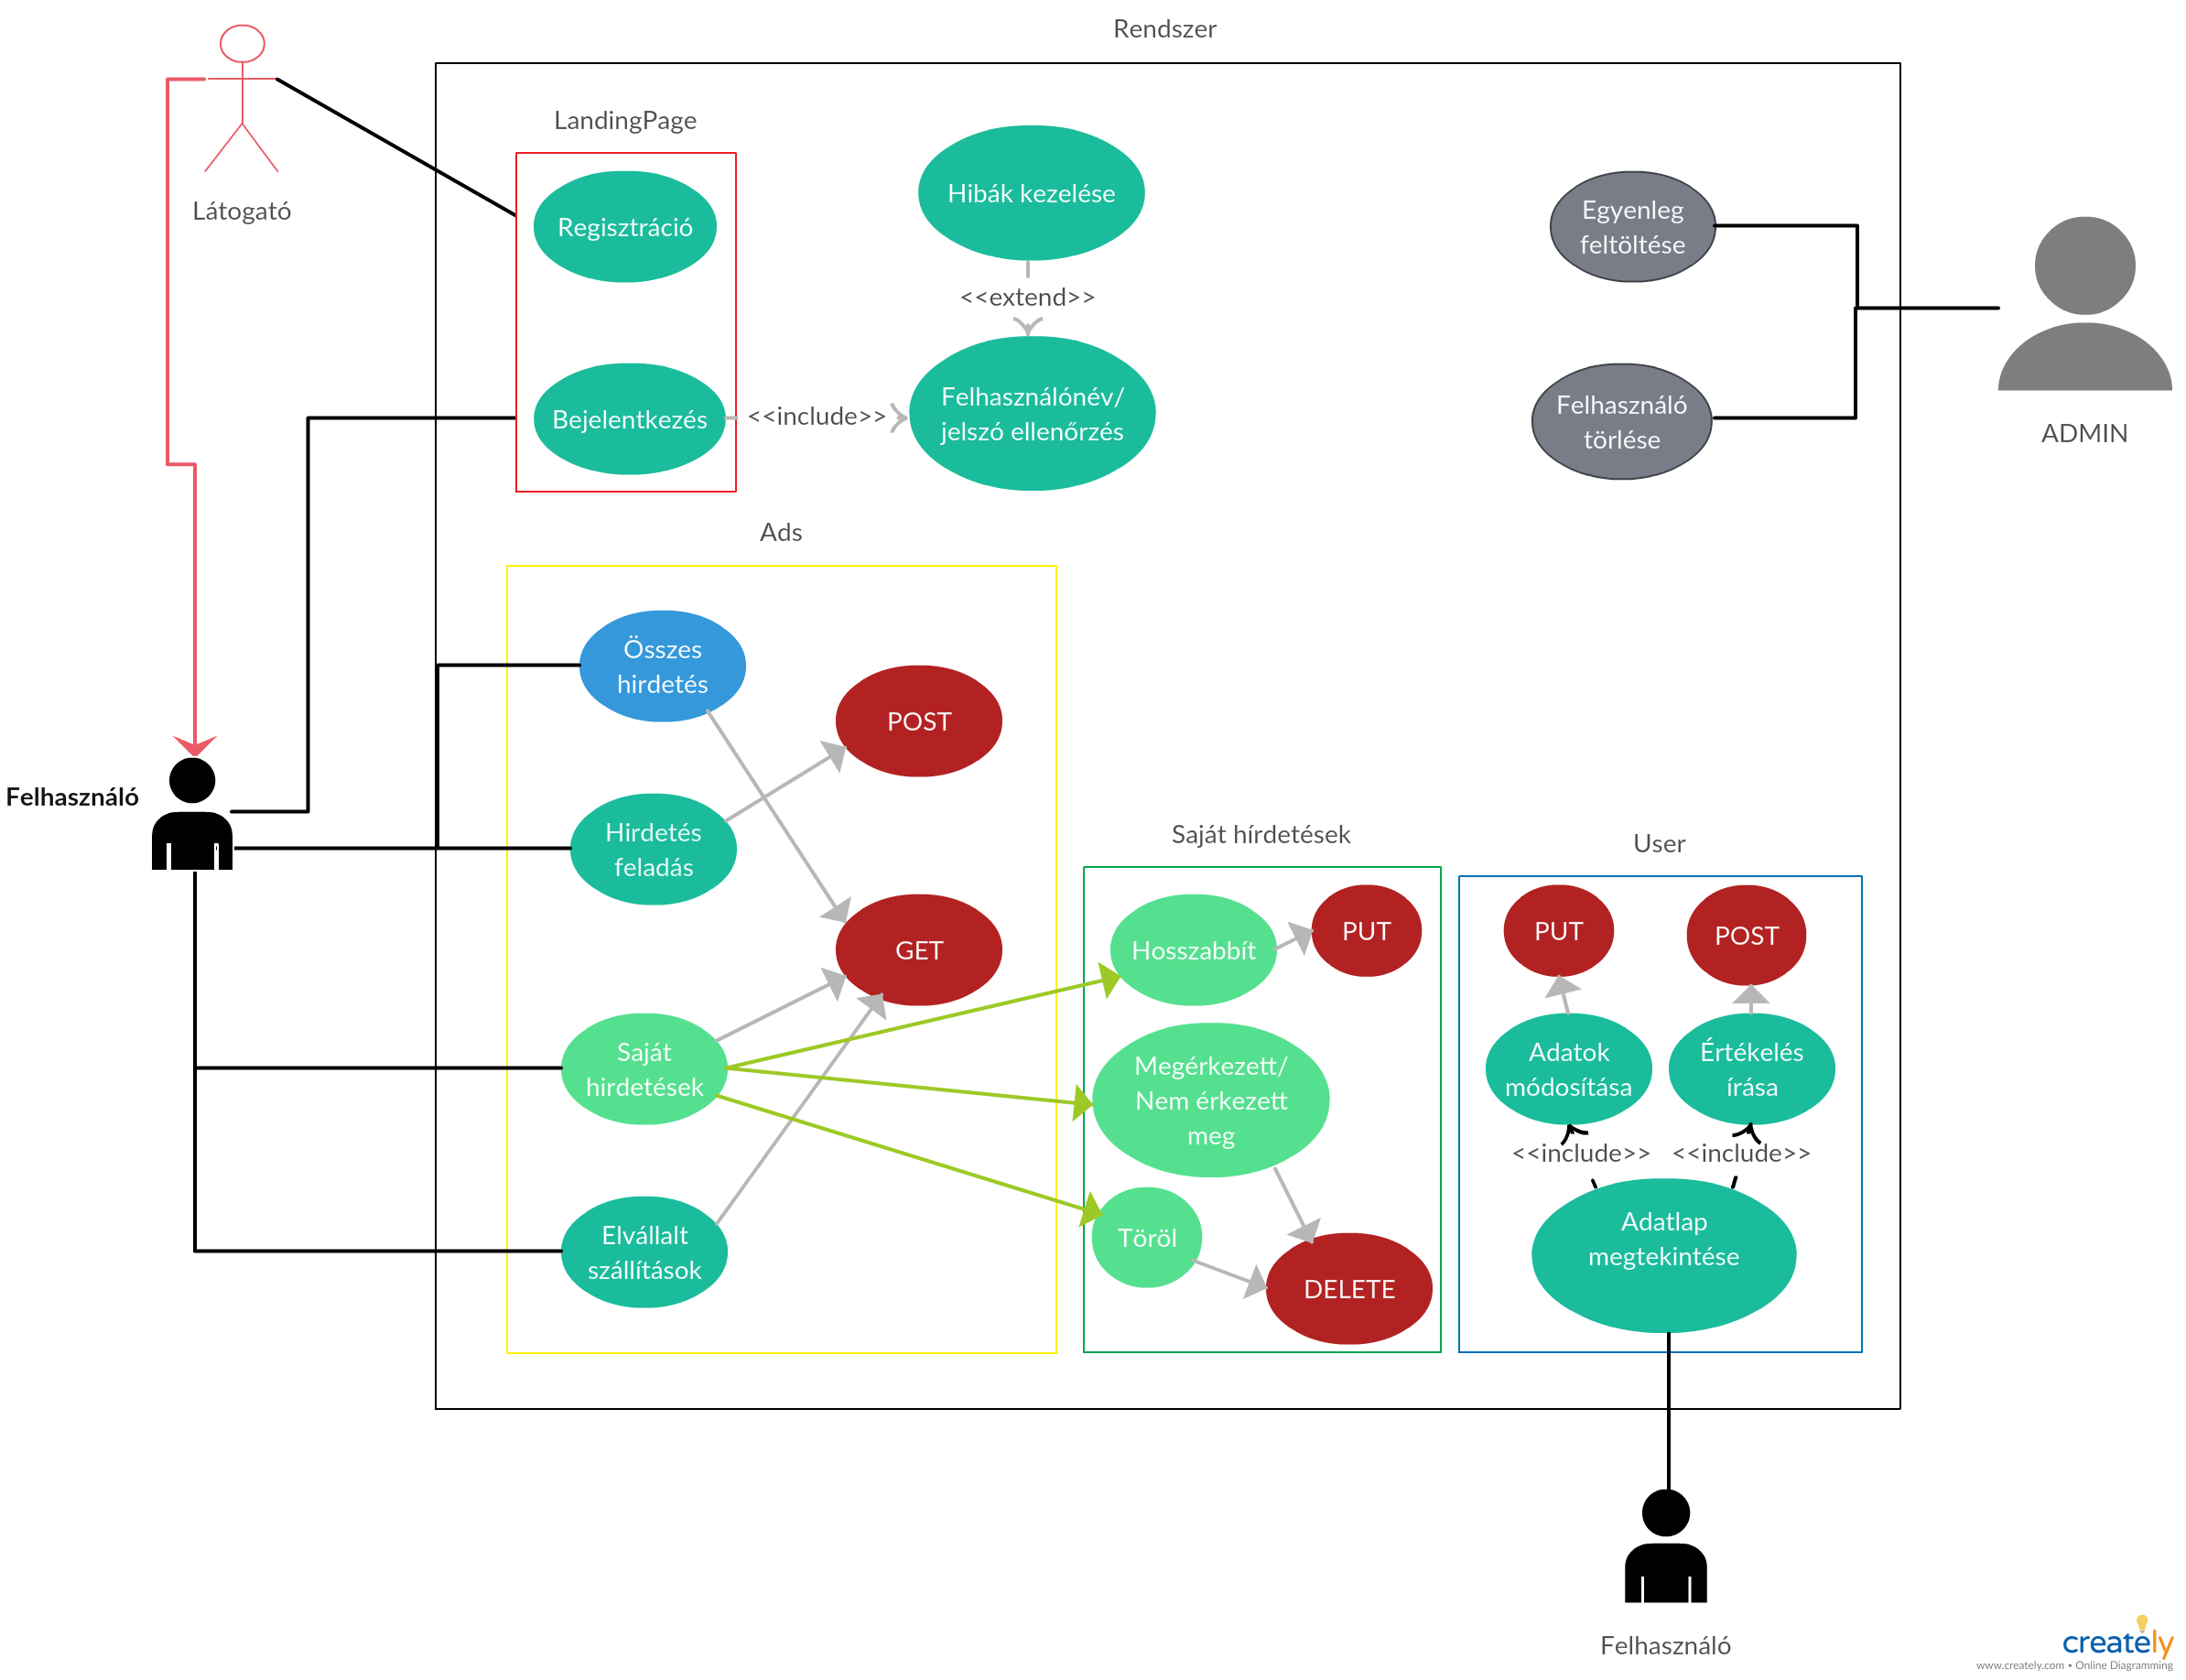 Rendszer
Látogató
LandingPage
Regisztráció
Bejelentkezés
<<include>>
Hibák kezelése
<<extend>>
Felhasználónév/
jelszó ellenőrzés
Egyenleg
feltöltése
Felhasználó
törlése
ADMIN
Felhasználó
Ads
Összes
hirdetés
POST
Hirdetés
feladás
GET
Saját
hirdetések
Elvállalt
szállítások
Saját hírdetések
Hosszabbít
PUT
Megérkezett/
Nem érkezett
meg
Töröl
DELETE
User
PUT
POST
Adatok
módosítása
Értékelés
írása
<<include>>
<<include>>
Adatlap
megtekintése
Felhasználó
creately
www.creately.com • Online Diagramming